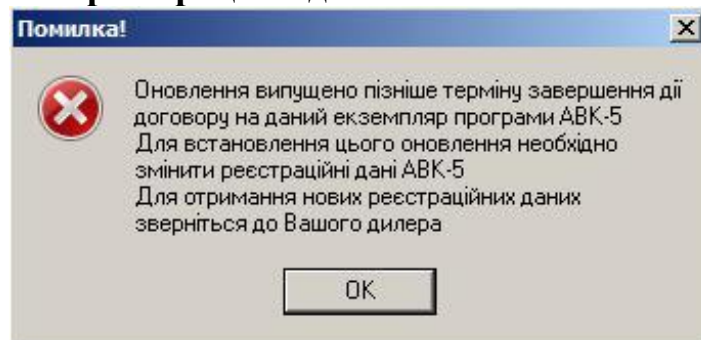 Помилка!
Оновлення випущено пізніше терміну завершення дії
договору на даний екземпляр програми АВК-5
Для встановлення цього оновлення необхідно
змінити реєстраційні дані АВК-5
Для отримання нових реєстраційних даних
зверніться до Вашого дилера
OK